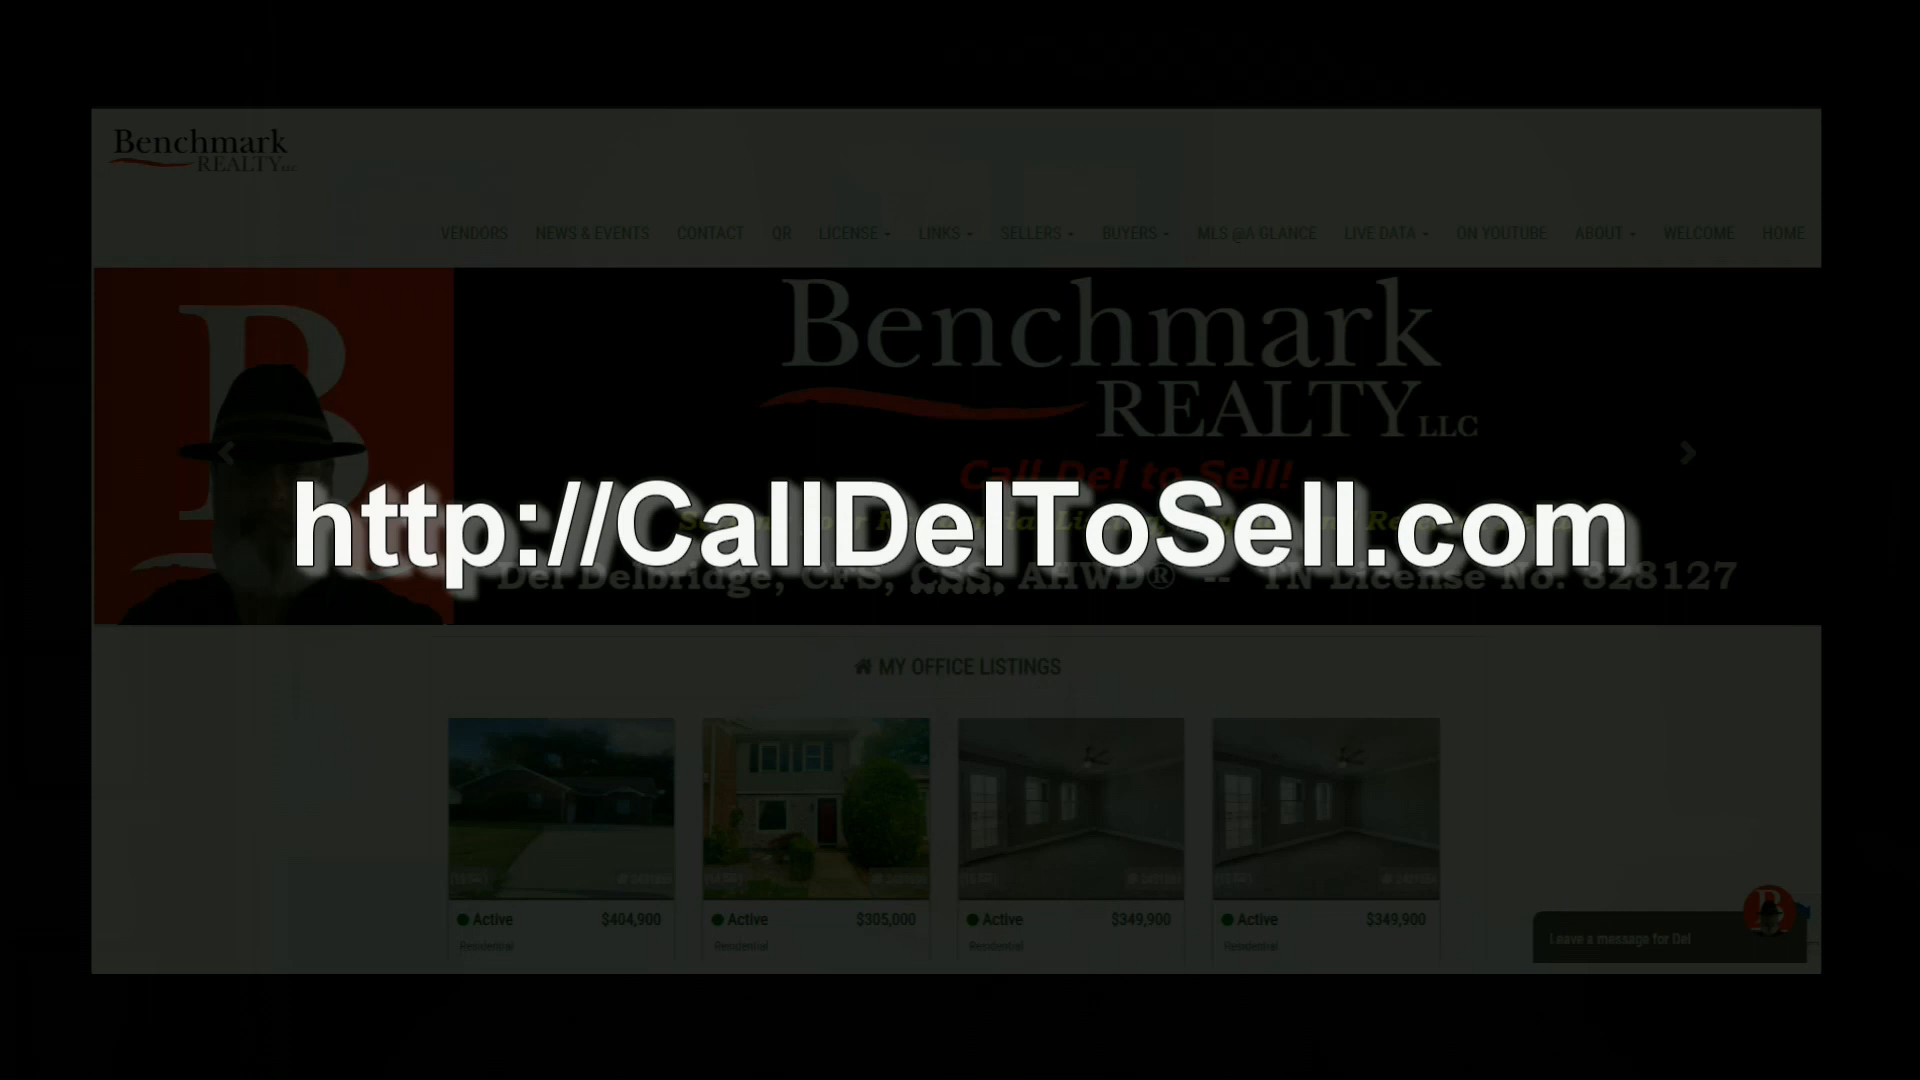 Benchmark
REALTY LLC
VENDORS NEWS & EVENTS CONTACT QR LICENSE LINKS SELLERS BUYERS MLS @A GLANCE LIVE DATA ON YOUTUBE ABOUT WELCOME HOME
B
Benchmark
REALTY LLC
Call Del to Sell!
http://CallDelToSell.com
Del Delbridge, CFS, CSS, AHWD® -- TN License No. 328127
MY OFFICE LISTINGS
Active $404,900 Active $305,000 Active $349,900 Active $349,900
Residential Residential Residential Residential
B
Leave a message for Del